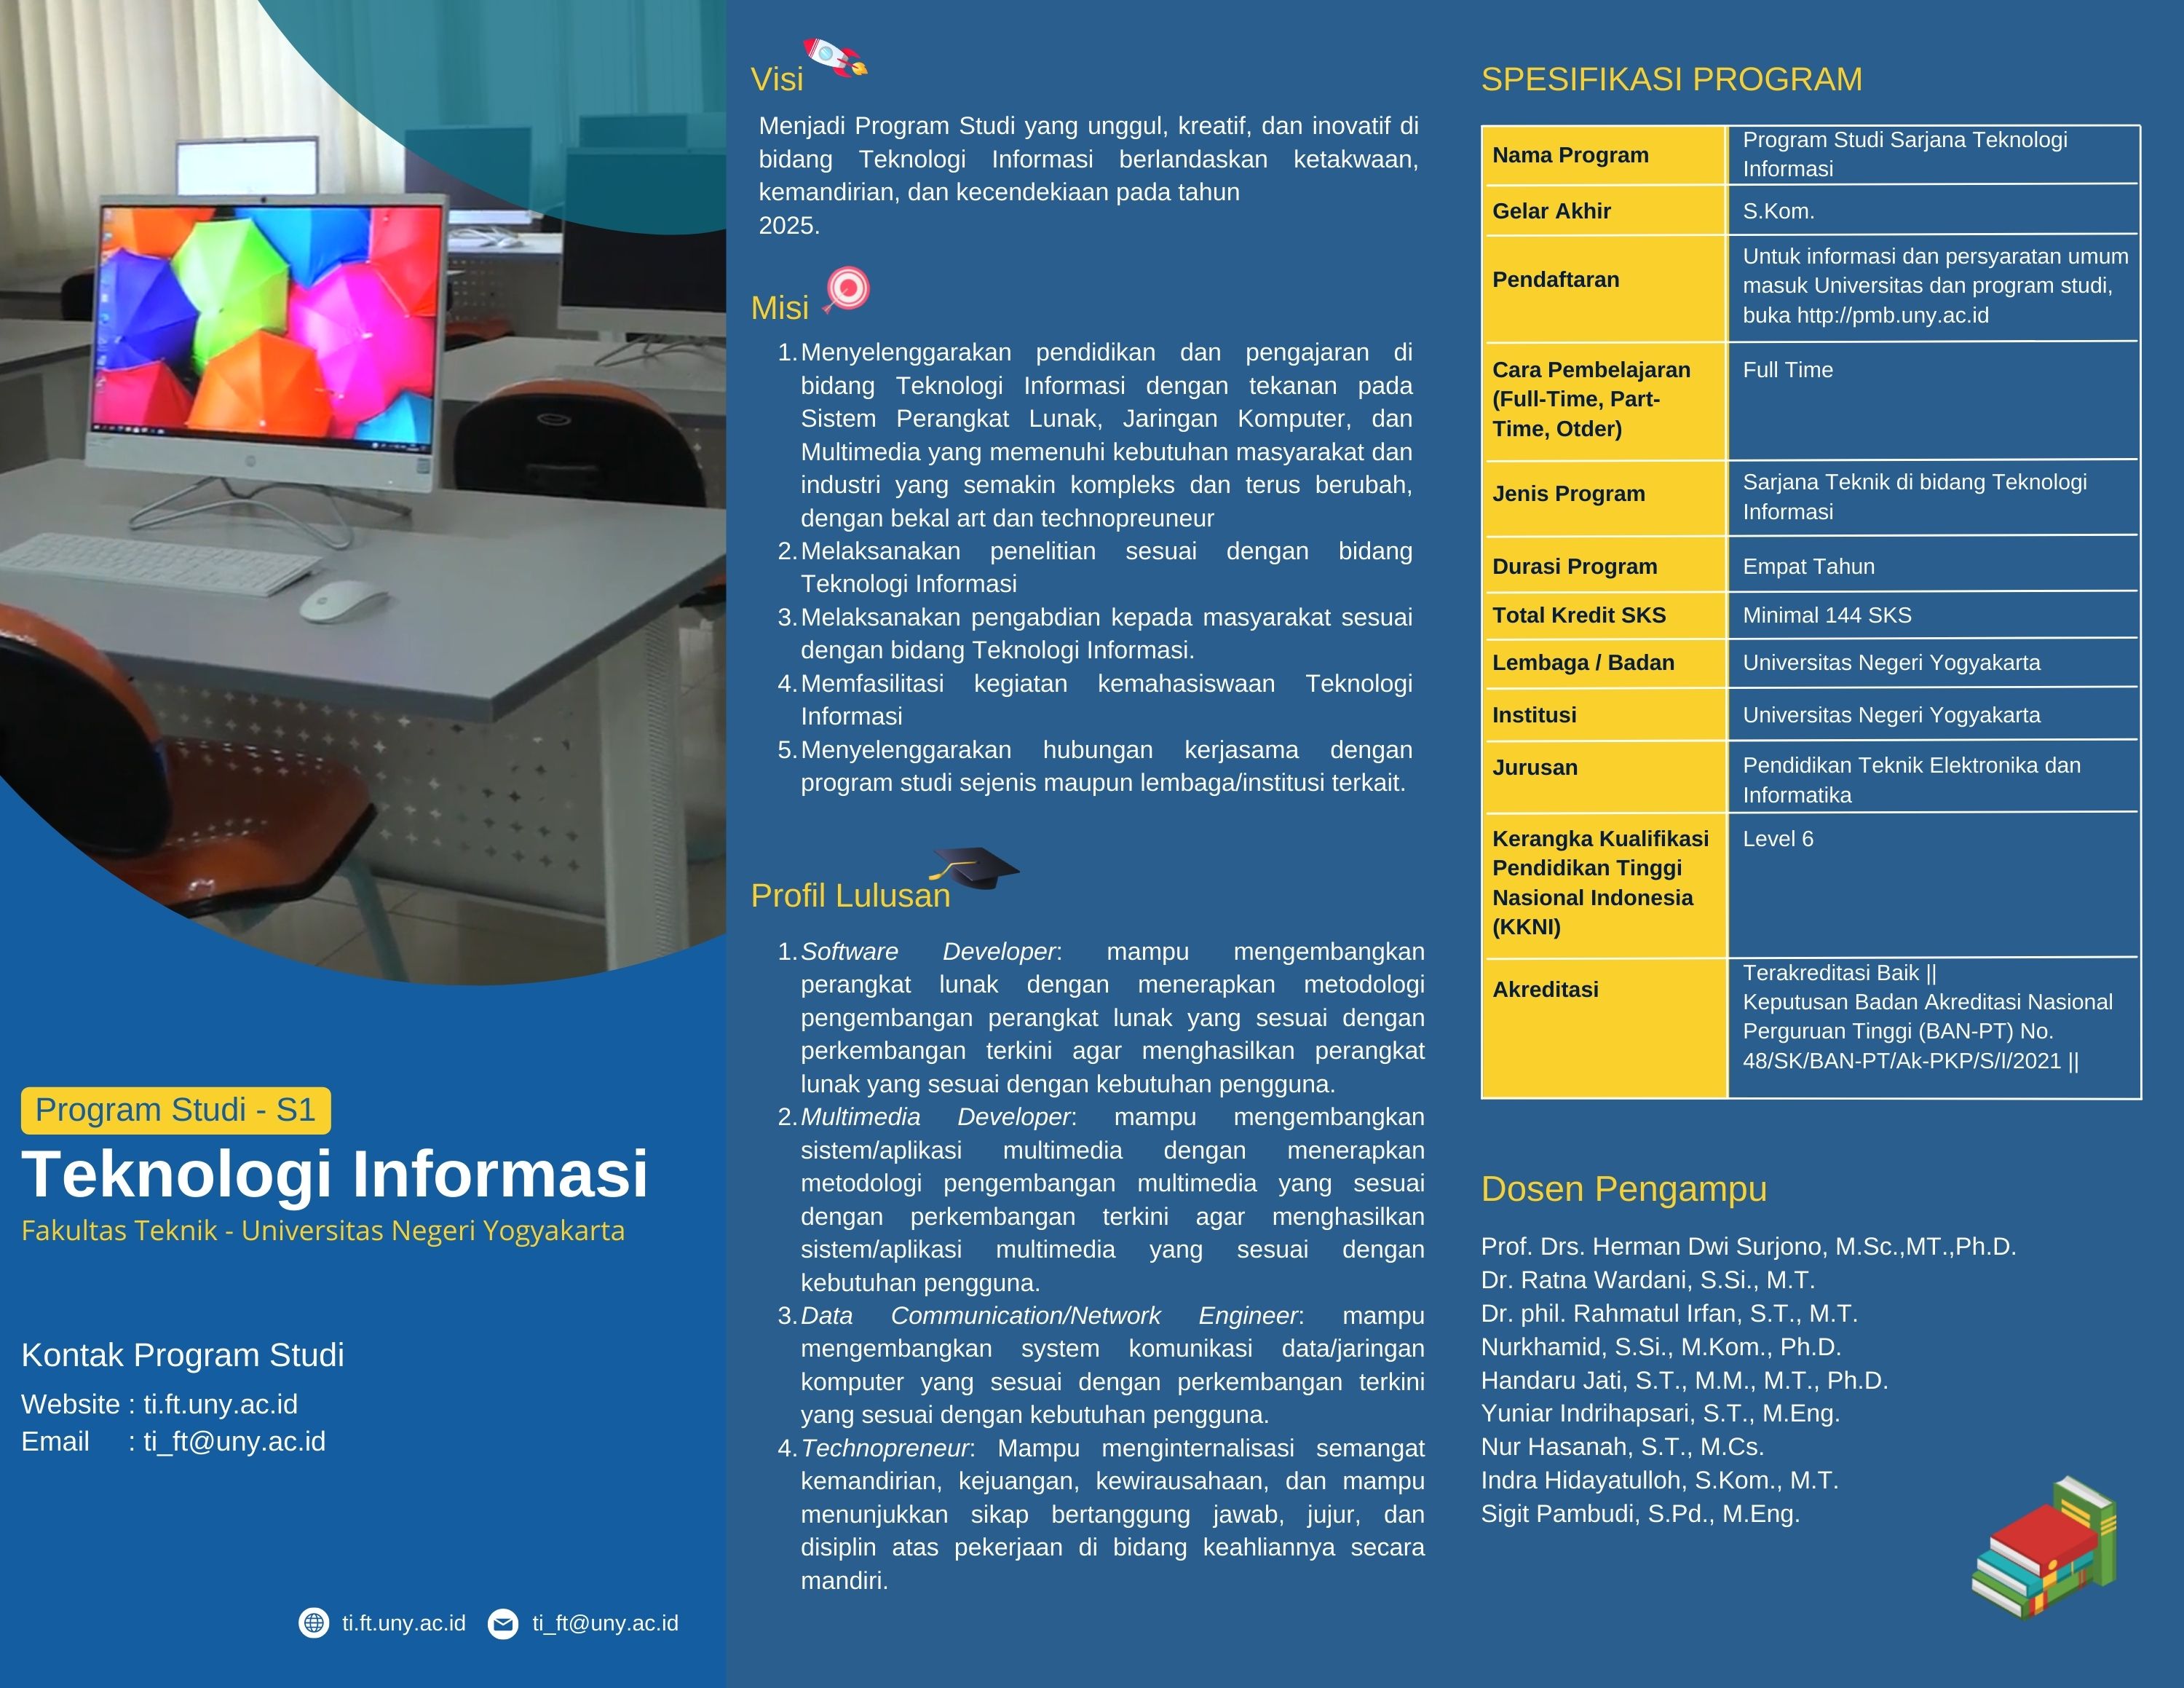 Program Studi - S1
Teknologi Informasi
Fakultas Teknik - Universitas Negeri Yogyakarta
Kontak Program Studi
Website : ti.ft.uny.ac.id
Email : ti_ft@uny.ac.id
ti.ft.uny.ac.id ti_ft@uny.ac.id
Visi
Menjadi Program Studi yang unggul, kreatif, dan inovatif di
bidang Teknologi Informasi berlandaskan ketakwaan,
kemandirian, dan kecendekiaan pada tahun
2025.
Misi
1. Menyelenggarakan pendidikan dan pengajaran di
bidang Teknologi Informasi dengan tekanan pada
Sistem Perangkat Lunak, Jaringan Komputer, dan
Multimedia yang memenuhi kebutuhan masyarakat dan
industri yang semakin kompleks dan terus berubah,
dengan bekal art dan technopreuneur
2. Melaksanakan penelitian sesuai dengan bidang
Teknologi Informasi
3. Melaksanakan pengabdian kepada masyarakat sesuai
dengan bidang Teknologi Informasi.
4. Memfasilitasi kegiatan kemahasiswaan Teknologi
Informasi
5. Menyelenggarakan hubungan kerjasama dengan
program studi sejenis maupun lembaga/institusi terkait.
Profil Lulusan
1. Software Developer: mampu mengembangkan
perangkat lunak dengan menerapkan metodologi
pengembangan perangkat lunak yang sesuai dengan
perkembangan terkini agar menghasilkan perangkat
lunak yang sesuai dengan kebutuhan pengguna.
2. Multimedia Developer: mampu mengembangkan
sistem/aplikasi multimedia dengan menerapkan
metodologi pengembangan multimedia yang sesuai
dengan perkembangan terkini agar menghasilkan
sistem/aplikasi multimedia yang sesuai dengan
kebutuhan pengguna.
3. Data Communication/Network Engineer: mampu
mengembangkan system komunikasi data/jaringan
komputer yang sesuai dengan perkembangan terkini
yang sesuai dengan kebutuhan pengguna.
4. Technopreneur: Mampu menginternalisasi semangat
kemandirian, kejuangan, kewirausahaan, dan mampu
menunjukkan sikap bertanggung jawab, jujur, dan
disiplin atas pekerjaan di bidang keahliannya secara
mandiri.
SPESIFIKASI PROGRAM
Nama Program
Program Studi Sarjana Teknologi
Informasi
Gelar Akhir
S.Kom.
Pendaftaran
Untuk informasi dan persyaratan umum
masuk Universitas dan program studi,
buka http://pmb.uny.ac.id
Cara Pembelajaran
(Full-Time, Part-
Time, Otder)
Full Time
Jenis Program
Sarjana Teknik di bidang Teknologi
Informasi
Durasi Program
Empat Tahun
Total Kredit SKS
Minimal 144 SKS
Lembaga / Badan
Universitas Negeri Yogyakarta
Institusi
Universitas Negeri Yogyakarta
Jurusan
Pendidikan Teknik Elektronika dan
Informatika
Kerangka Kualifikasi
Pendidikan Tinggi
Nasional Indonesia
(KKNI)
Level 6
Akreditasi
Terakreditasi Baik ||
Keputusan Badan Akreditasi Nasional
Perguruan Tinggi (BAN-PT) No.
48/SK/BAN-PT/Ak-PKP/S/I/2021 ||
Dosen Pengampu
Prof. Drs. Herman Dwi Surjono, M.Sc.,MT.,Ph.D.
Dr. Ratna Wardani, S.Si., M.T.
Dr. phil. Rahmatul Irfan, S.T., M.T.
Nurkhamid, S.Si., M.Kom., Ph.D.
Handaru Jati, S.T., M.M., M.T., Ph.D.
Yuniar Indrihapsari, S.T., M.Eng.
Nur Hasanah, S.T., M.Cs.
Indra Hidayatulloh, S.Kom., M.T.
Sigit Pambudi, S.Pd., M.Eng.